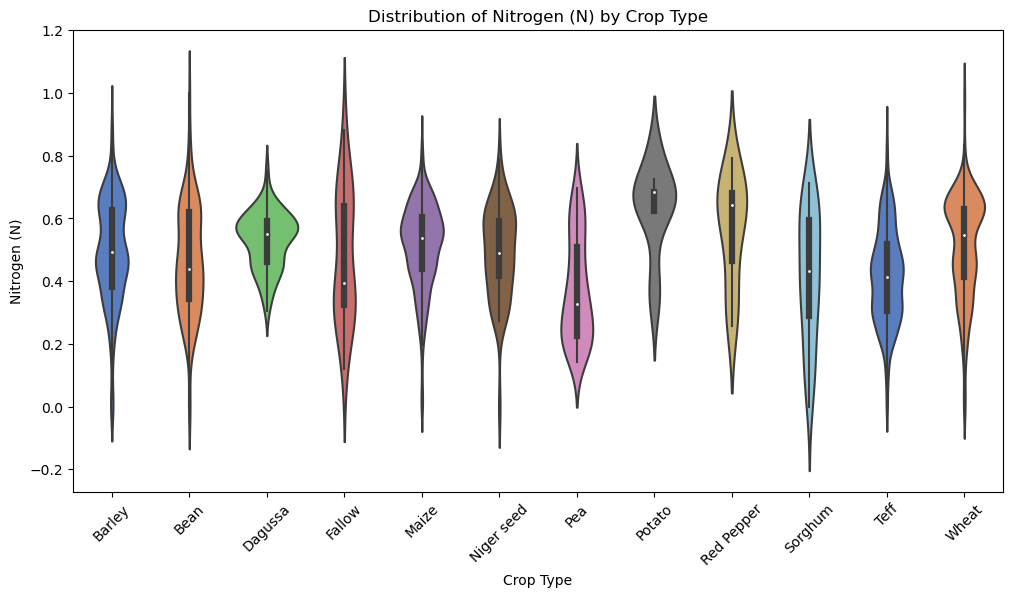 Distribution of Nitrogen (N) by Crop Type
Nitrogen (N)
1.2
1.0
0.8
0.6
0.4
0.2
0.0
−0.2
Barley
Bean
Dagussa
Fallow
Maize
Niger seed
Pea
Potato
Red Pepper
Sorghum
Teff
Wheat
Crop Type